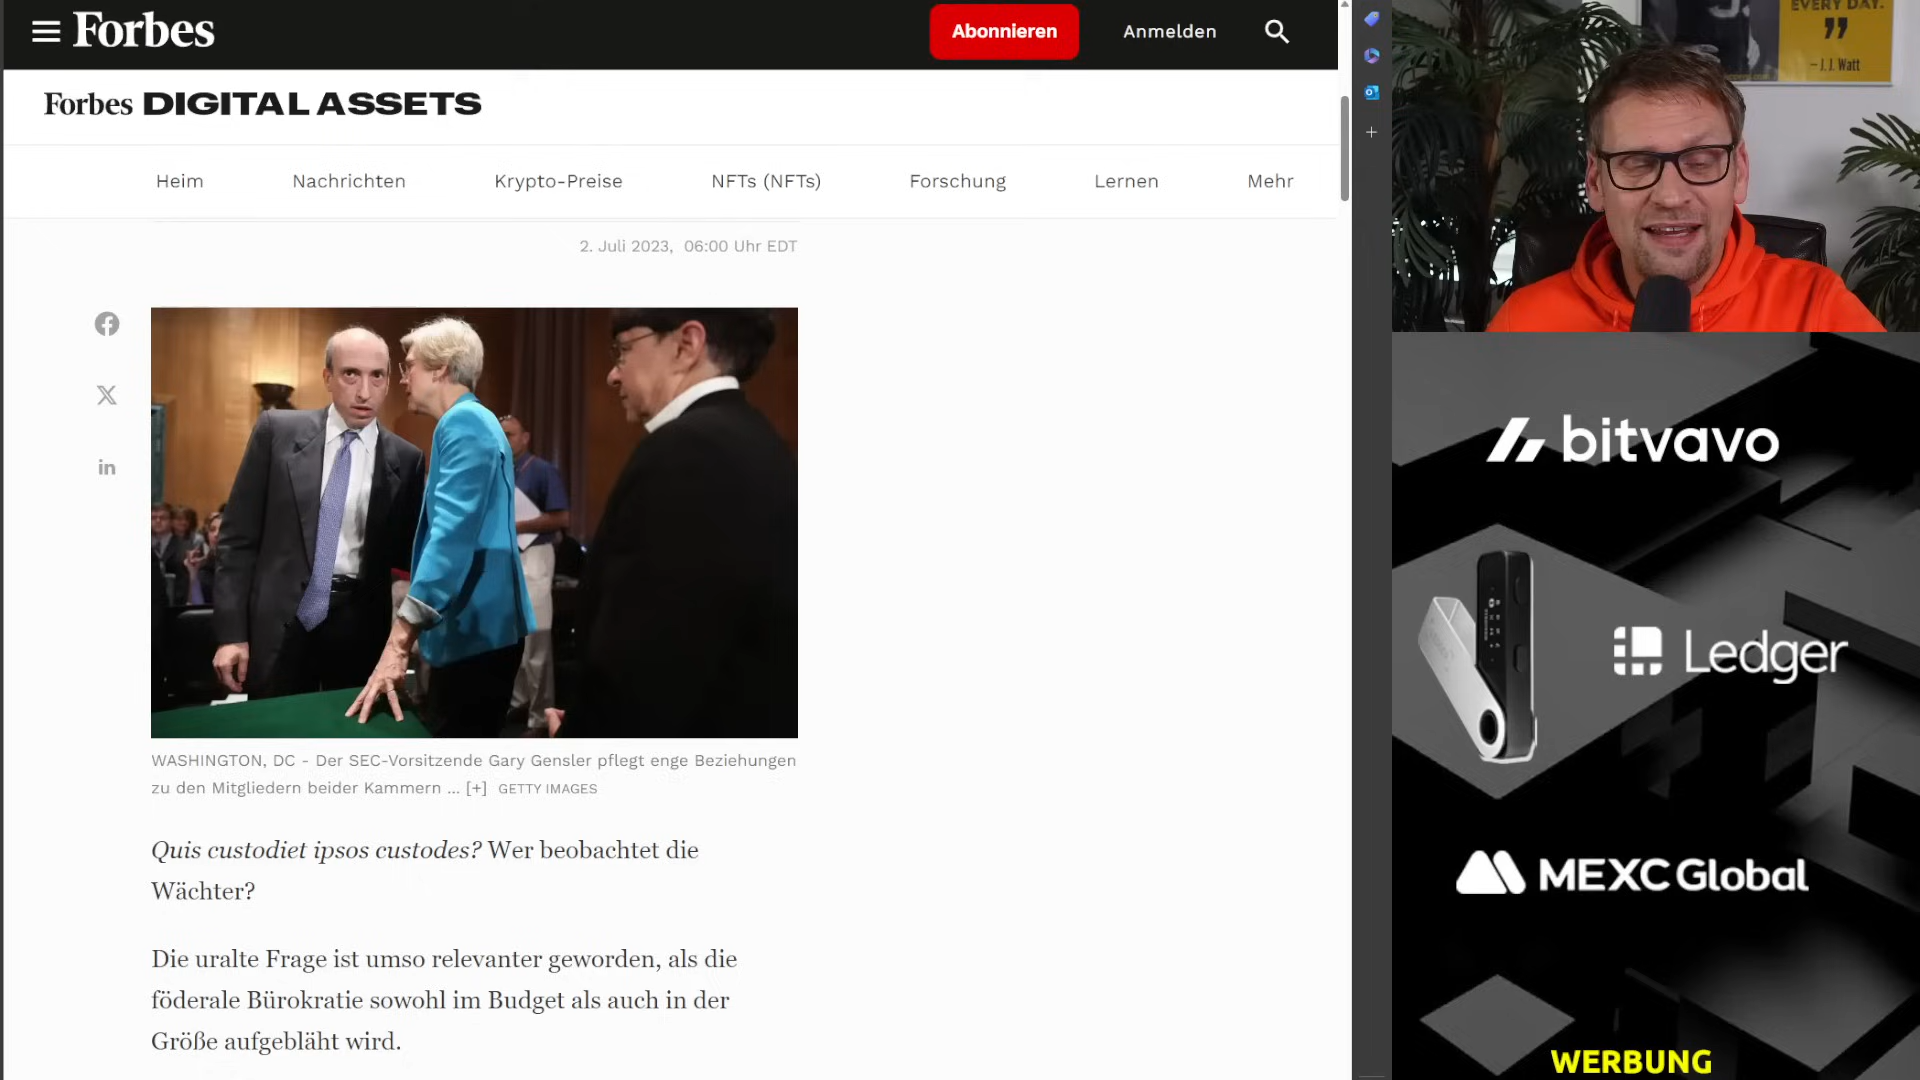 Forbes
Abonnieren
Anmelden
Forbes DIGITAL ASSETS
Heim
Nachrichten
Krypto-Preise
NFTs (NFTs)
Forschung
Lernen
Mehr
2. Juli 2023, 06:00 Uhr EDT
WASHINGTON, DC - Der SEC-Vorsitzende Gary Gensler pflegt enge Beziehungen
zu den Mitgliedern beider Kammern ... [+] GETTY IMAGES
Quis custodiet ipsos custodes? Wer beobachtet die
Wächter?
Die uralte Frage ist umso relevanter geworden, als die
föderale Bürokratie sowohl im Budget als auch in der
Größe aufgebläht wird.
EVERY DAY.
”
– J.J. Watt
bitvavo
Ledger
MEXC Global
WERBUNG